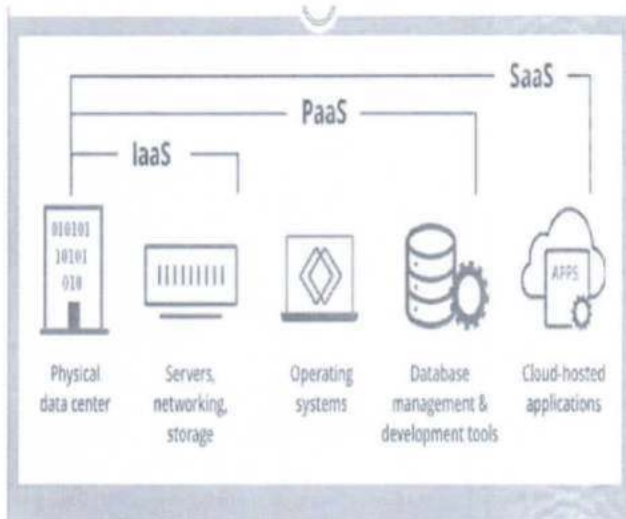 SaaS
PaaS
IaaS
010101
10101
010
APPS
Physical
data center
Servers,
networking,
storage
Operating
systems
Database
management &
development tools
Cloud-hosted
applications